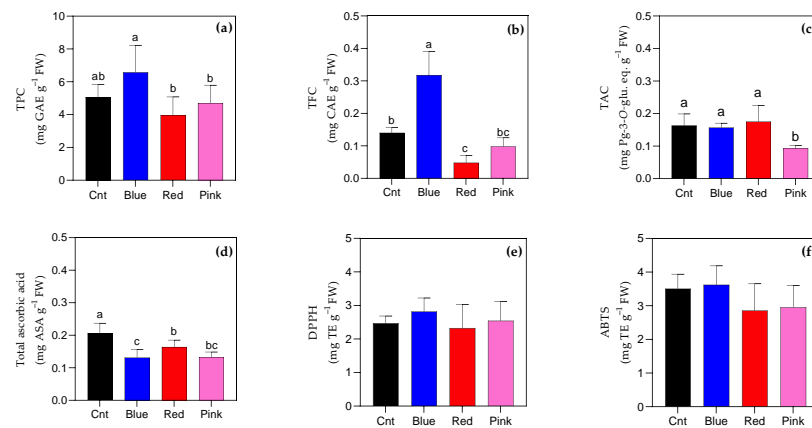 (a)
TPC
(mg GAE g⁻¹ FW)
10
8
6
4
2
0
ab
a
b
b
Cnt
Blue
Red
Pink
(b)
TFC
(mg CAE g⁻¹ FW)
0.5
0.4
0.3
0.2
0.1
0.0
b
a
c
bc
Cnt
Blue
Red
Pink
(c
TAC
(mg Pg-3-O-glu. eq. g⁻¹ FW)
0.5
0.4
0.3
0.2
0.1
0.0
a
a
a
b
Cnt
Blue
Red
Pink
(d)
Total ascorbic acid
(mg ASA g⁻¹ FW)
0.5
0.4
0.3
0.2
0.1
0.0
a
c
b
bc
Cnt
Blue
Red
Pink
(e)
DPPH
(mg TE g⁻¹ FW)
5
4
3
2
1
0
Cnt
Blue
Red
Pink
(f)
ABTS
(mg TE g⁻¹ FW)
5
4
3
2
1
0
Cnt
Blue
Red
Pink